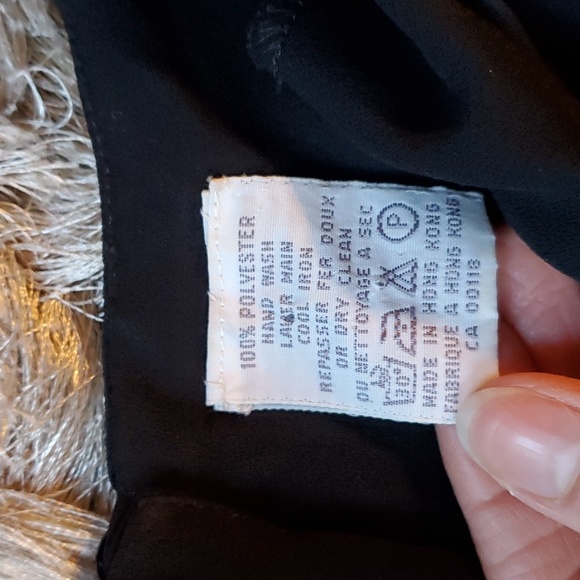 100% POLYESTER
HAND WASH
LAVER MAIN
COOL IRON
REPASSER FER DOUX
OR DRY CLEAN
OU NETTOYAGE A SEC
30° P
MADE IN HONG KONG
FABRIQUE A HONG KONG
CA 00118